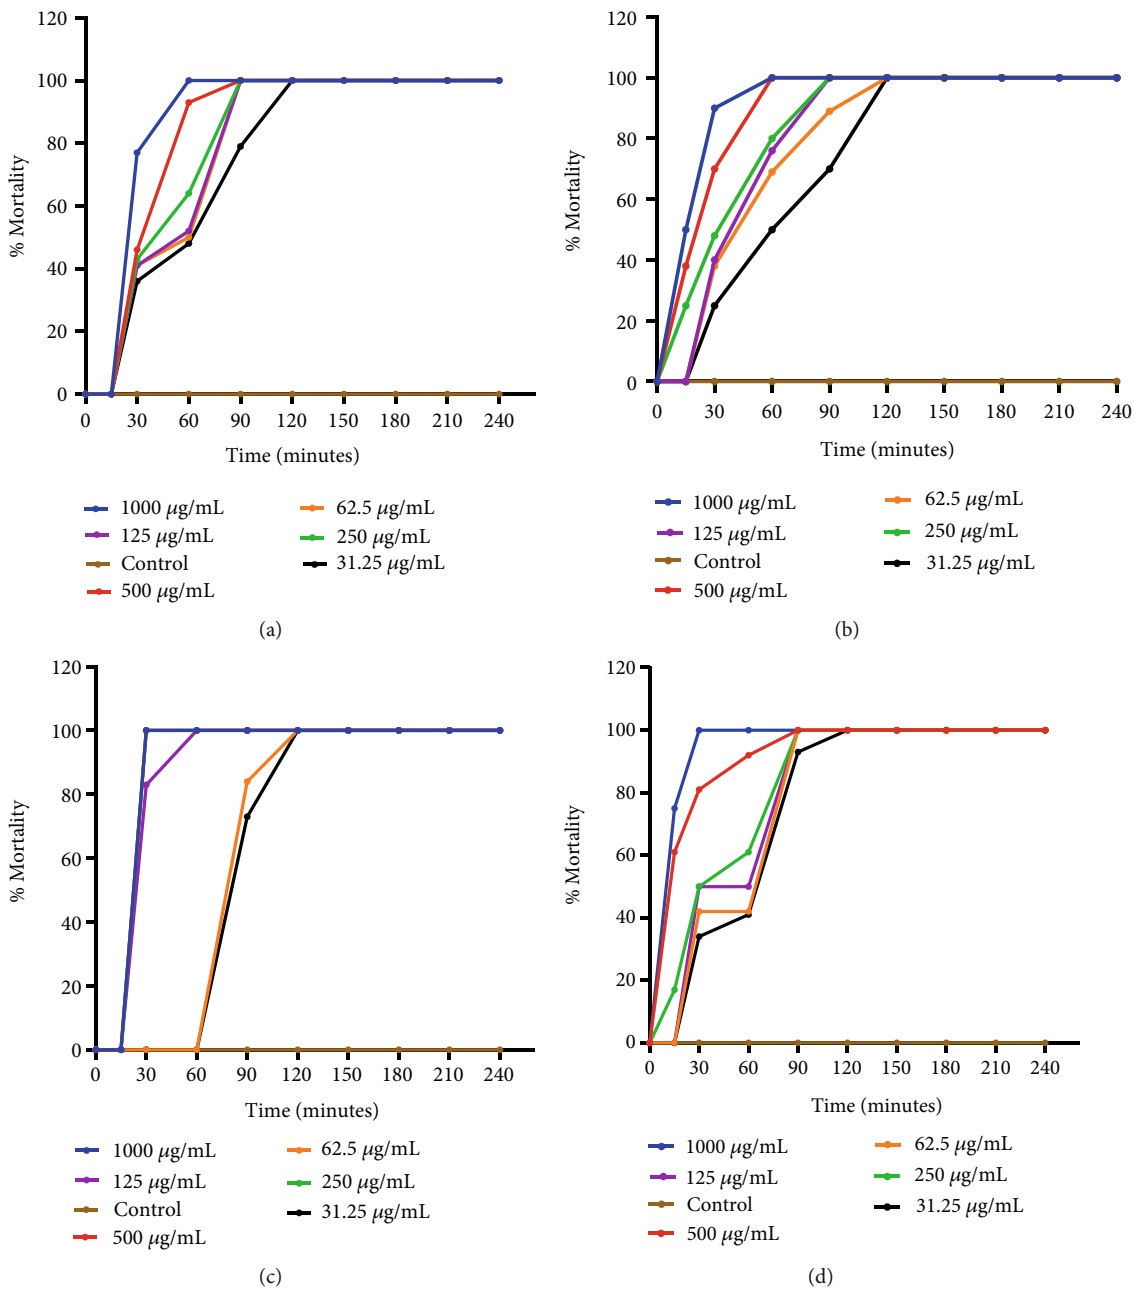 120
100
80
60
40
20
0
% Mortality
0 30 60 90 120 150 180 210 240
Time (minutes)
1000 µg/mL 62.5 µg/mL
125 µg/mL 250 µg/mL
Control 31.25 µg/mL
500 µg/mL
(a)
120
100
80
60
40
20
0
% Mortality
0 30 60 90 120 150 180 210 240
Time (minutes)
1000 µg/mL 62.5 µg/mL
125 µg/mL 250 µg/mL
Control 31.25 µg/mL
500 µg/mL
(b)
120
100
80
60
40
20
0
% Mortality
0 30 60 90 120 150 180 210 240
Time (minutes)
1000 µg/mL 62.5 µg/mL
125 µg/mL 250 µg/mL
Control 31.25 µg/mL
500 µg/mL
(c)
120
100
80
60
40
20
0
% Mortality
0 30 60 90 120 150 180 210 240
Time (minutes)
1000 µg/mL 62.5 µg/mL
125 µg/mL 250 µg/mL
Control 31.25 µg/mL
500 µg/mL
(d)